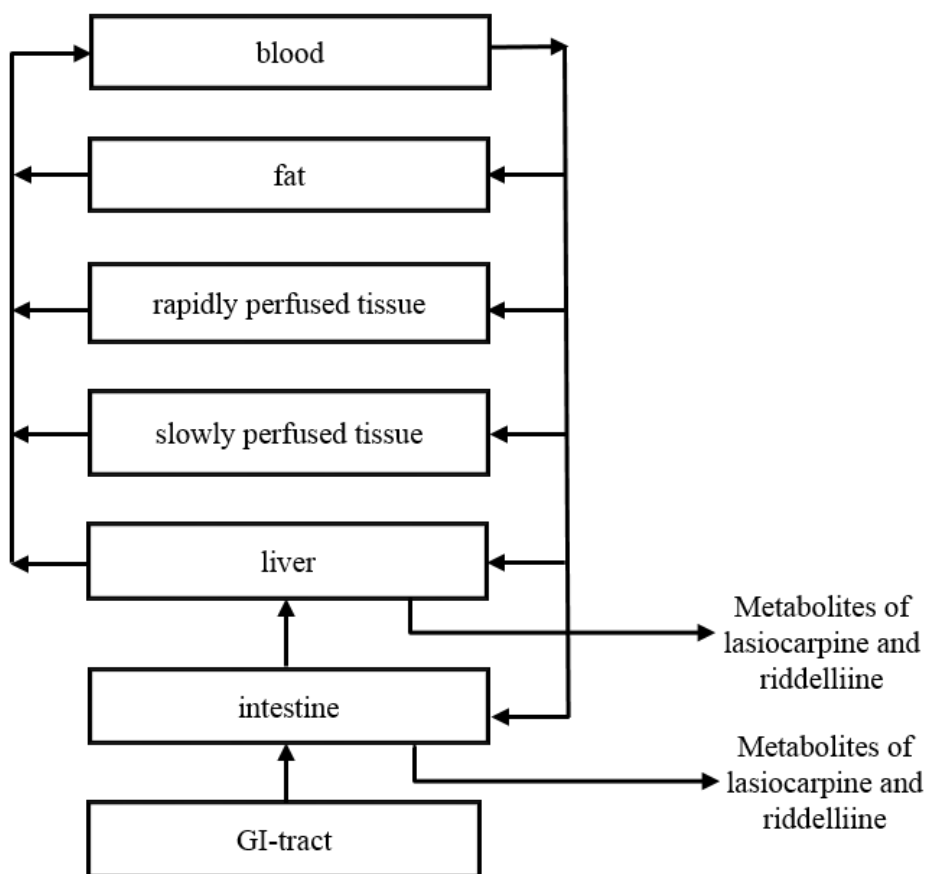 blood
fat
rapidly perfused tissue
slowly perfused tissue
liver
Metabolites of
lasiocarpine and
riddelliine
intestine
Metabolites of
lasiocarpine and
riddelliine
GI-tract